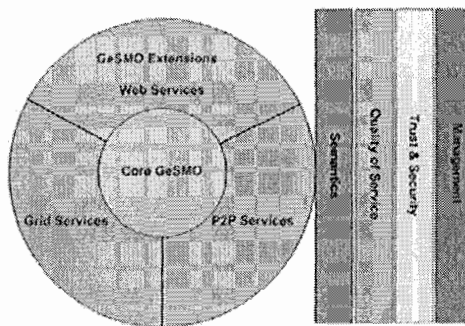 GeSMO Extensions
Web Services
Core GeSMO
Grid Services
P2P Services
Semantics
Quality of Service
Trust & Security
Management